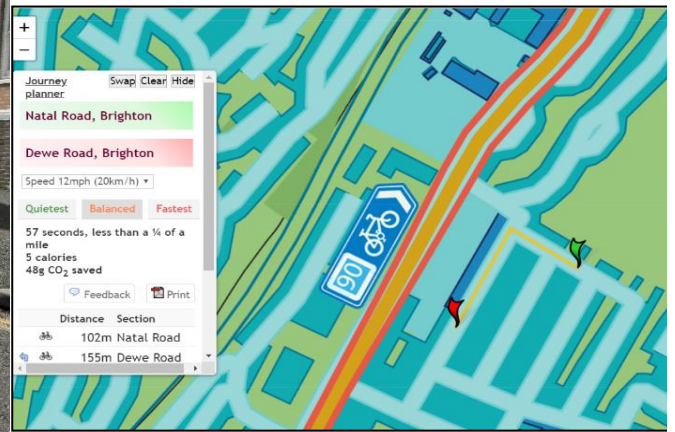 +
−
Journey planner
Swap Clear Hide
Natal Road, Brighton
Dewe Road, Brighton
Speed 12mph (20km/h) ▾
Quietest Balanced Fastest
57 seconds, less than a ¼ of a
mile
5 calories
48g CO₂ saved
Feedback Print
Distance Section
102m Natal Road
155m Dewe Road
90